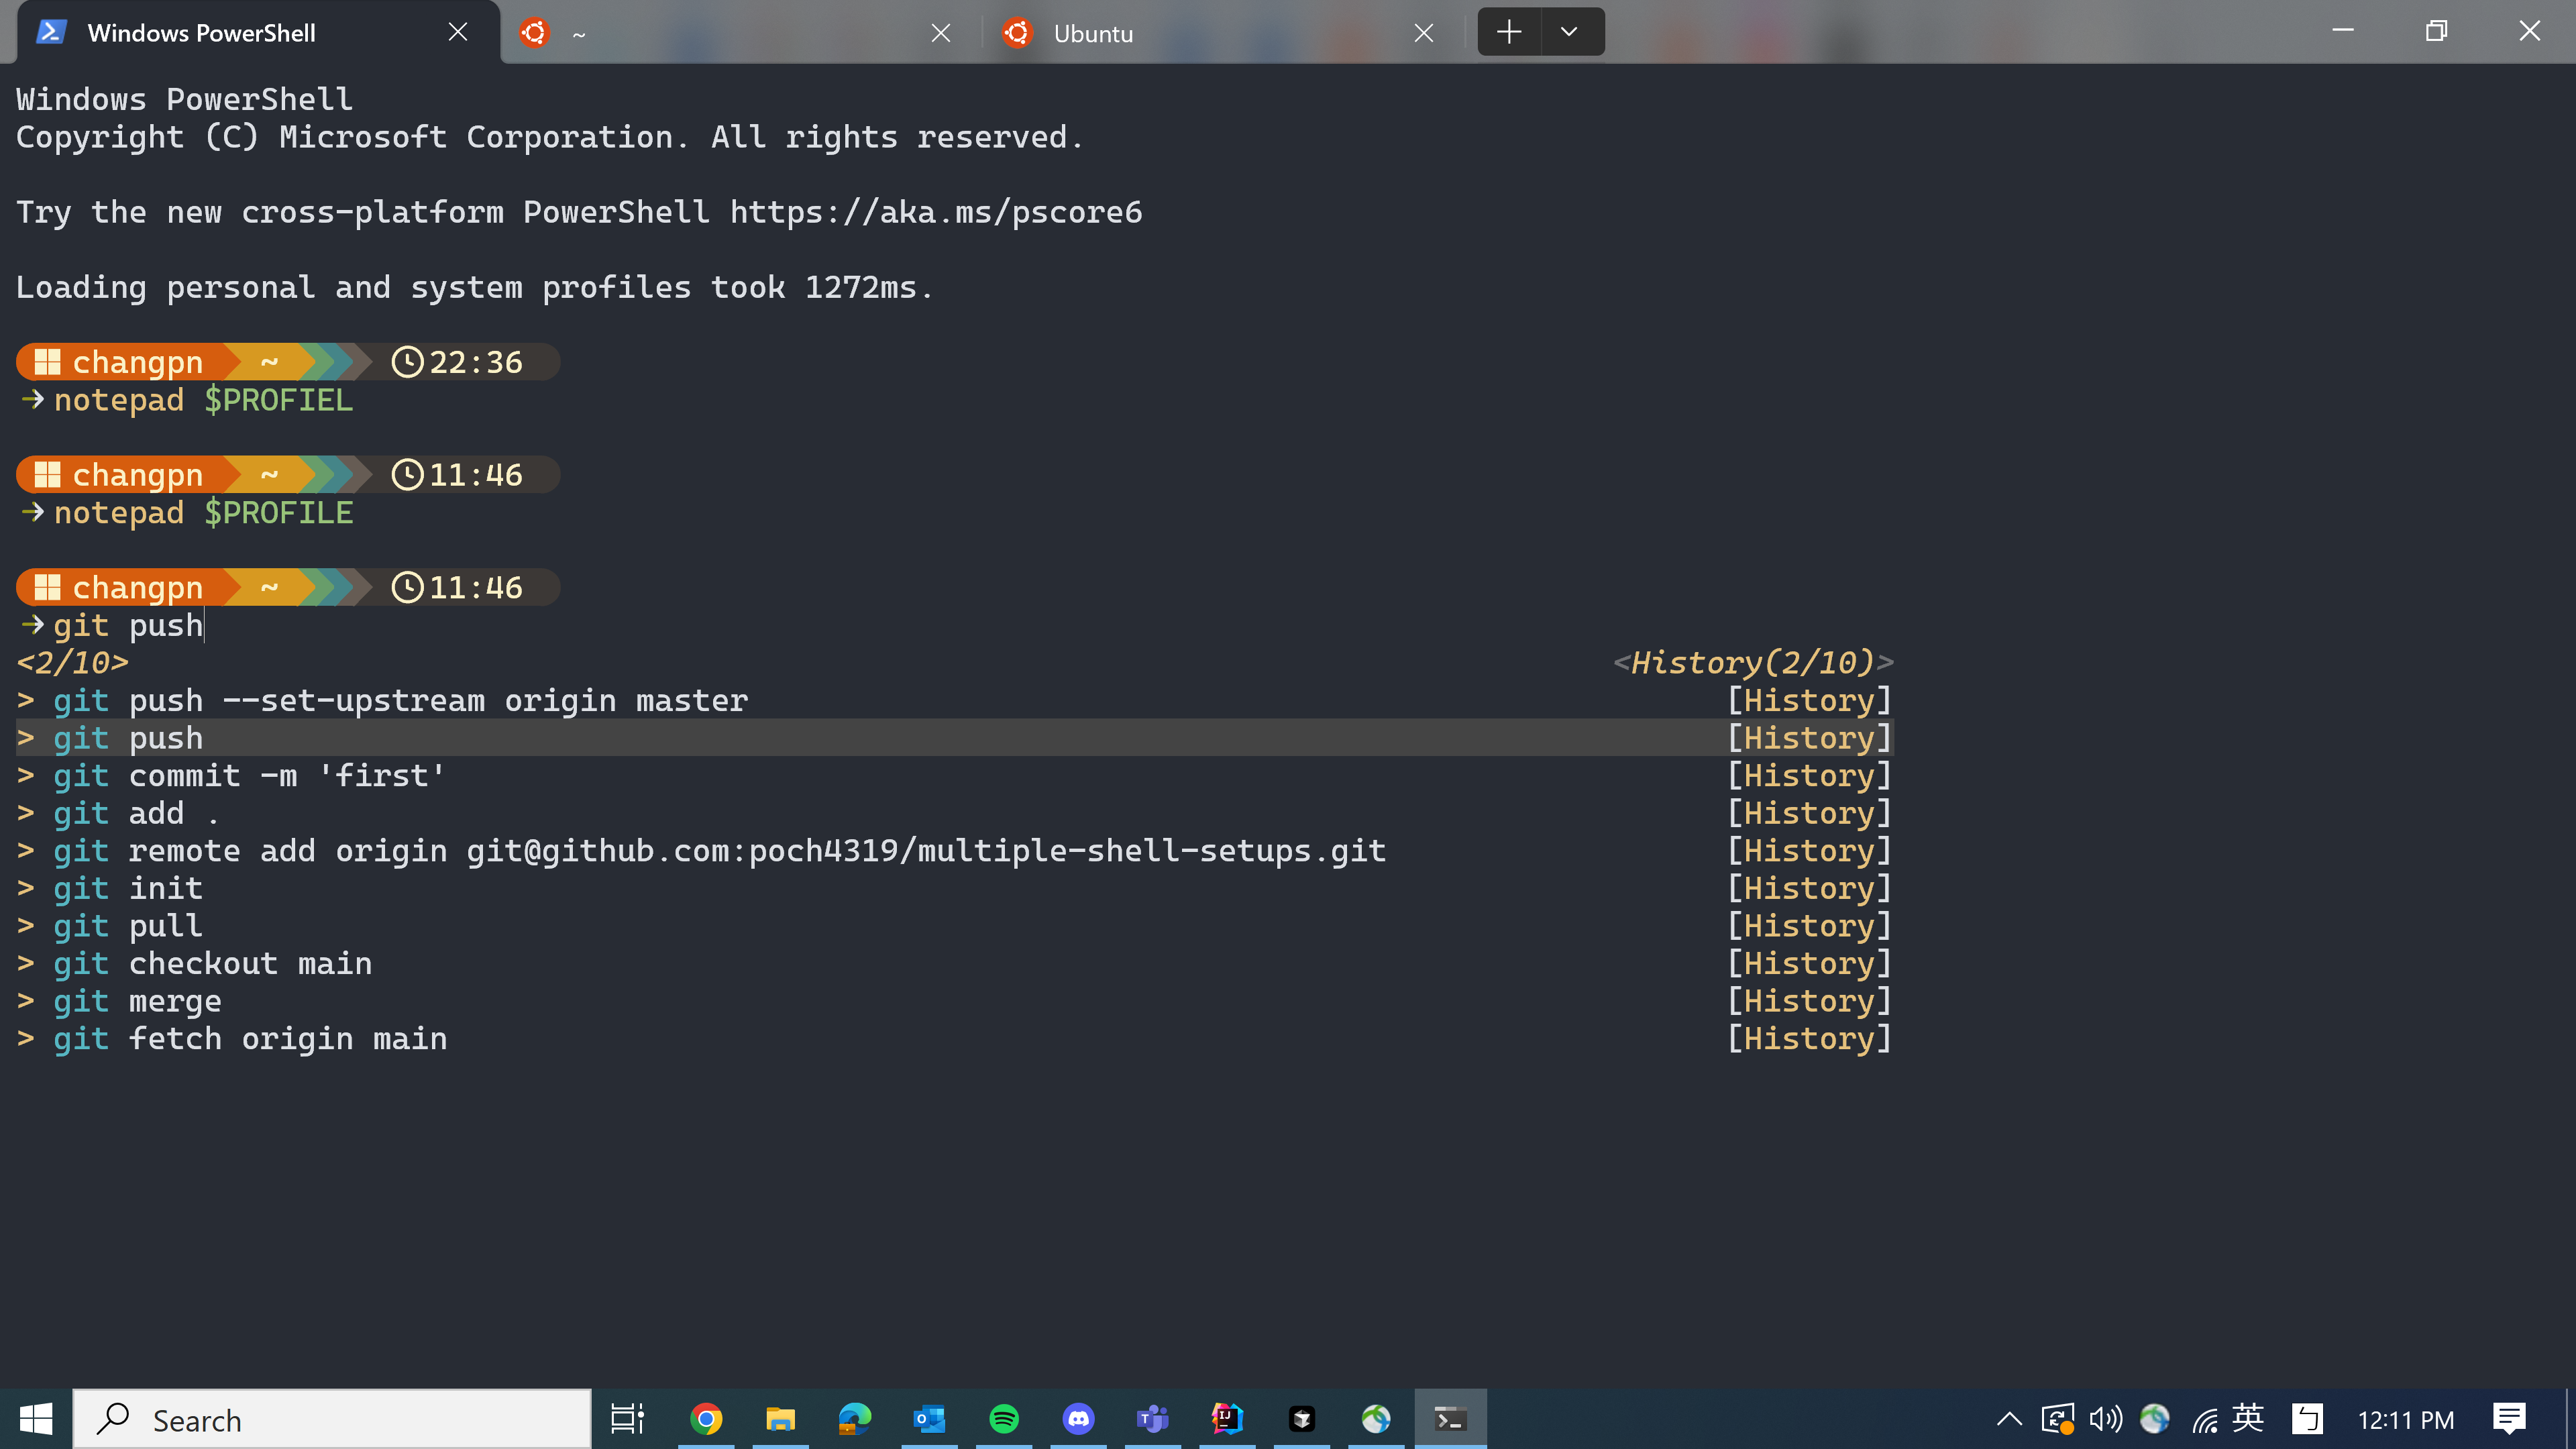 Windows PowerShell
~
Ubuntu
Windows PowerShell
Copyright (C) Microsoft Corporation. All rights reserved.
Try the new cross-platform PowerShell https://aka.ms/pscore6
Loading personal and system profiles took 1272ms.
changpn ~ 22:36
→ notepad $PROFIEL
changpn ~ 11:46
→ notepad $PROFILE
changpn ~ 11:46
→ git push
<2/10> <History(2/10)>
> git push --set-upstream origin master [History]
> git push [History]
> git commit -m 'first' [History]
> git add . [History]
> git remote add origin git@github.com:poch4319/multiple-shell-setups.git [History]
> git init [History]
> git pull [History]
> git checkout main [History]
> git merge [History]
> git fetch origin main [History]
Search
英
12:11 PM